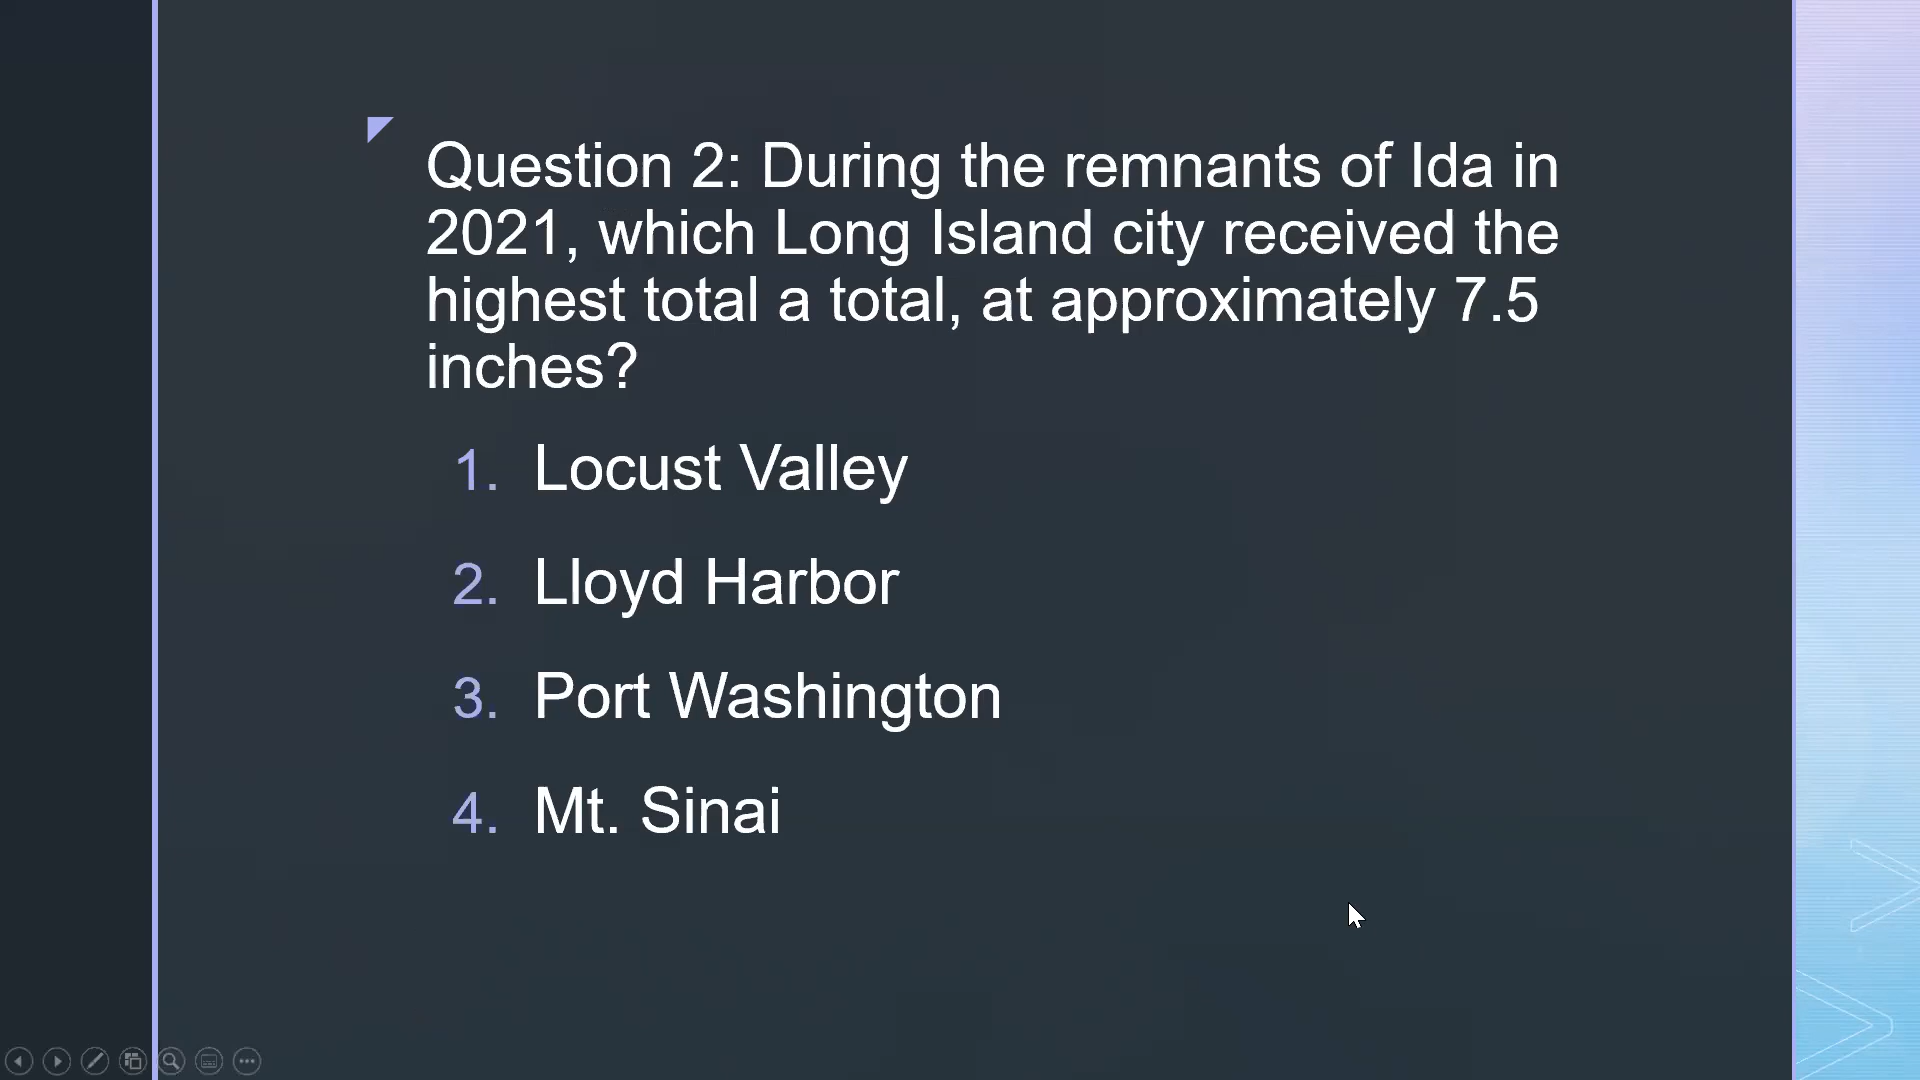 Question 2: During the remnants of Ida in
2021, which Long Island city received the
highest total a total, at approximately 7.5
inches?
1. Locust Valley
2. Lloyd Harbor
3. Port Washington
4. Mt. Sinai